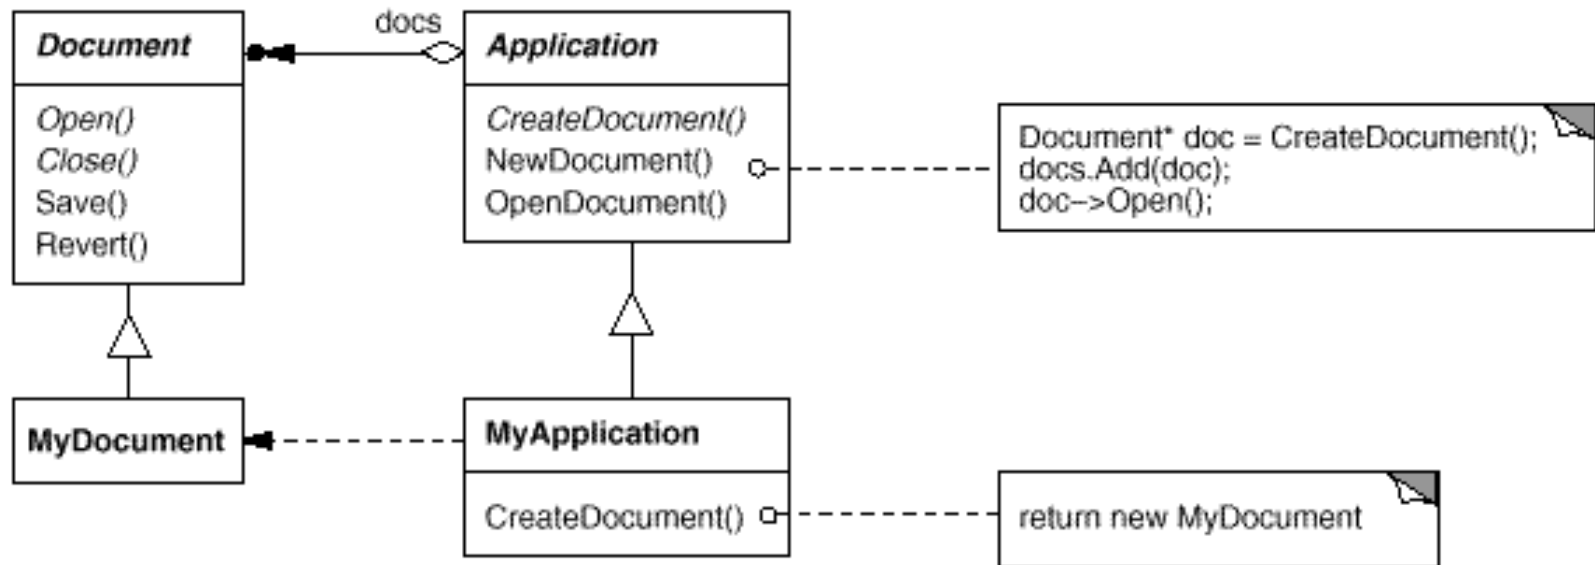 docs
Document
Open()
Close()
Save()
Revert()
Application
CreateDocument()
NewDocument()
OpenDocument()
Document* doc = CreateDocument();
docs.Add(doc);
doc->Open();
MyDocument
MyApplication
CreateDocument()
return new MyDocument